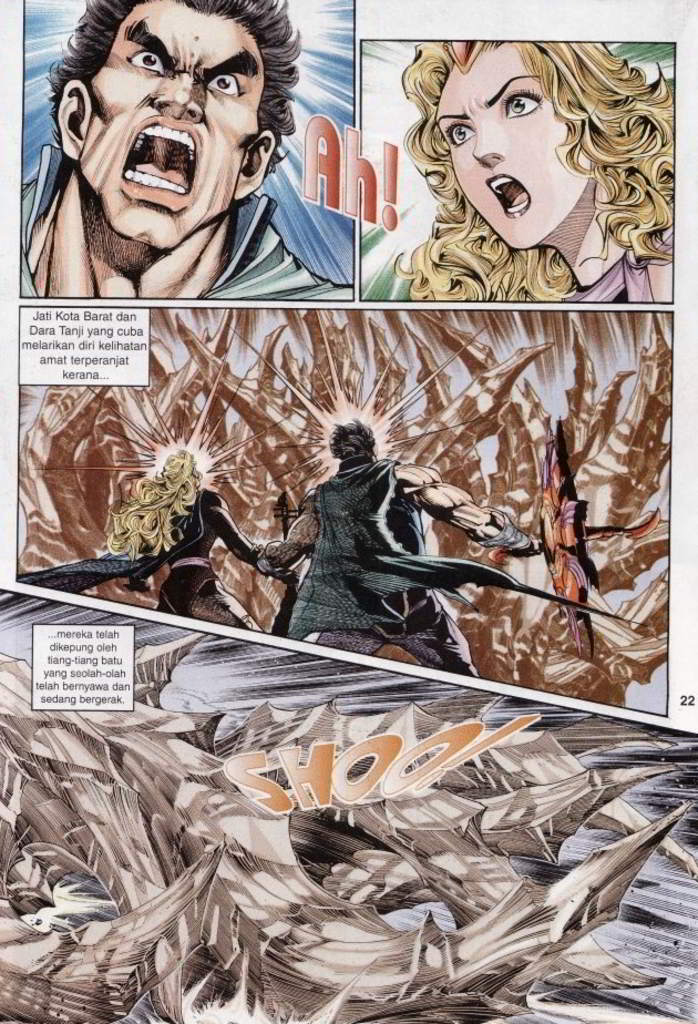 Ah!
Jati Kota Barat dan
Dara Tanji yang cuba
melarikan diri kelihatan
amat terperanjat
kerana...
...mereka telah
dikepung oleh
tiang-tiang batu
yang seolah-olah
telah bernyawa dan
sedang bergerak.
22
SHOO